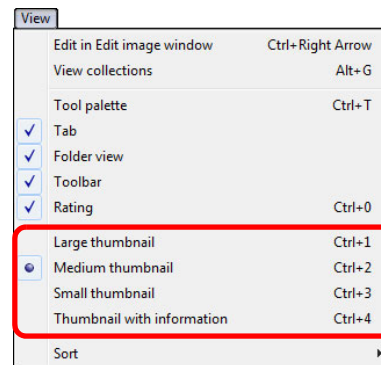 View
Edit in Edit image window Ctrl+Right Arrow
View collections Alt+G
Tool palette Ctrl+T
Tab
Folder view
Toolbar
Rating Ctrl+0
Large thumbnail Ctrl+1
Medium thumbnail Ctrl+2
Small thumbnail Ctrl+3
Thumbnail with information Ctrl+4
Sort